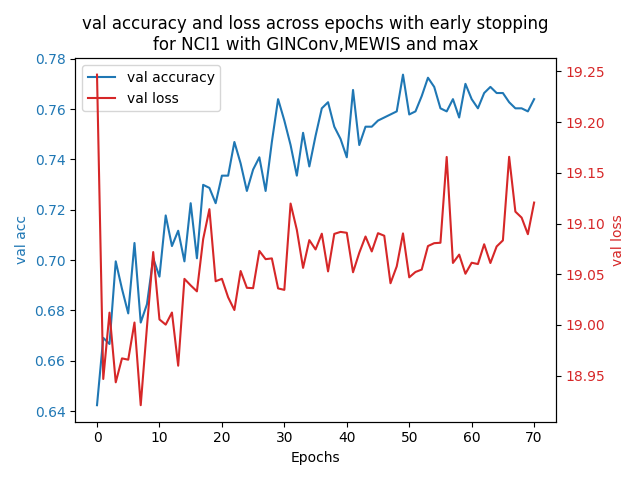 val accuracy and loss across epochs with early stopping
for NCI1 with GINConv,MEWIS and max
val accuracy
val loss
0.78
0.76
0.74
0.72
0.70
0.68
0.66
0.64
val acc
19.25
19.20
19.15
19.10
19.05
19.00
18.95
val loss
0 10 20 30 40 50 60 70
Epochs